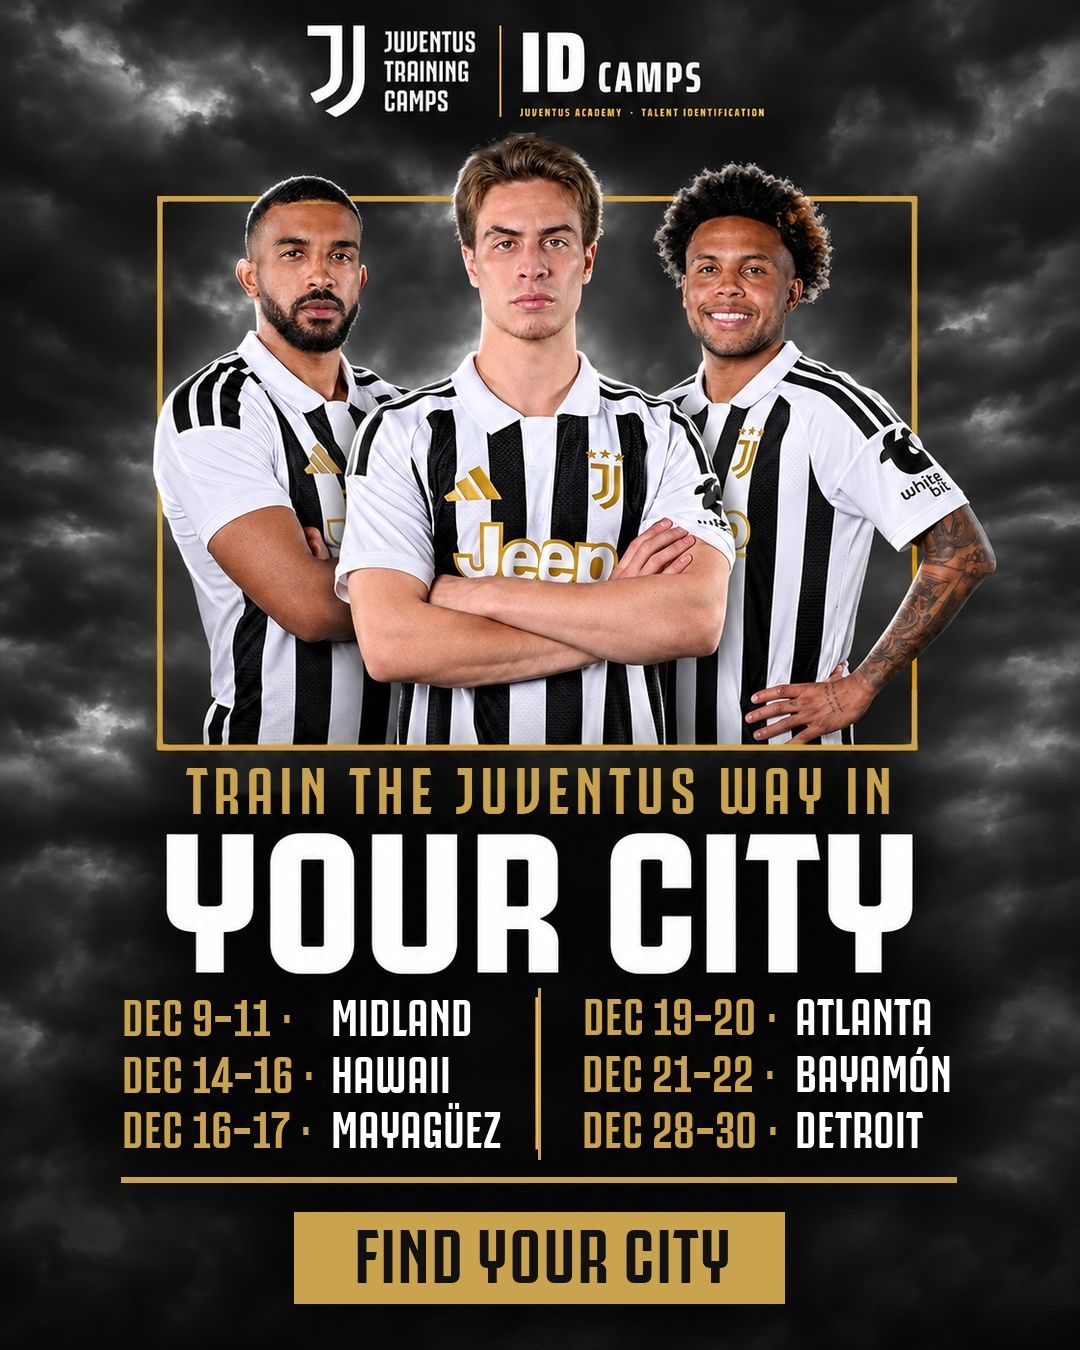 JUVENTUS
TRAINING
CAMPS
ID CAMPS
JUVENTUS ACADEMY · TALENT IDENTIFICATION
Jeep
white
bit
TRAIN THE JUVENTUS WAY IN
YOUR CITY
DEC 9-11 · MIDLAND
DEC 14-16 · HAWAII
DEC 16-17 · MAYAGÜEZ
DEC 19-20 · ATLANTA
DEC 21-22 · BAYAMÓN
DEC 28-30 · DETROIT
FIND YOUR CITY